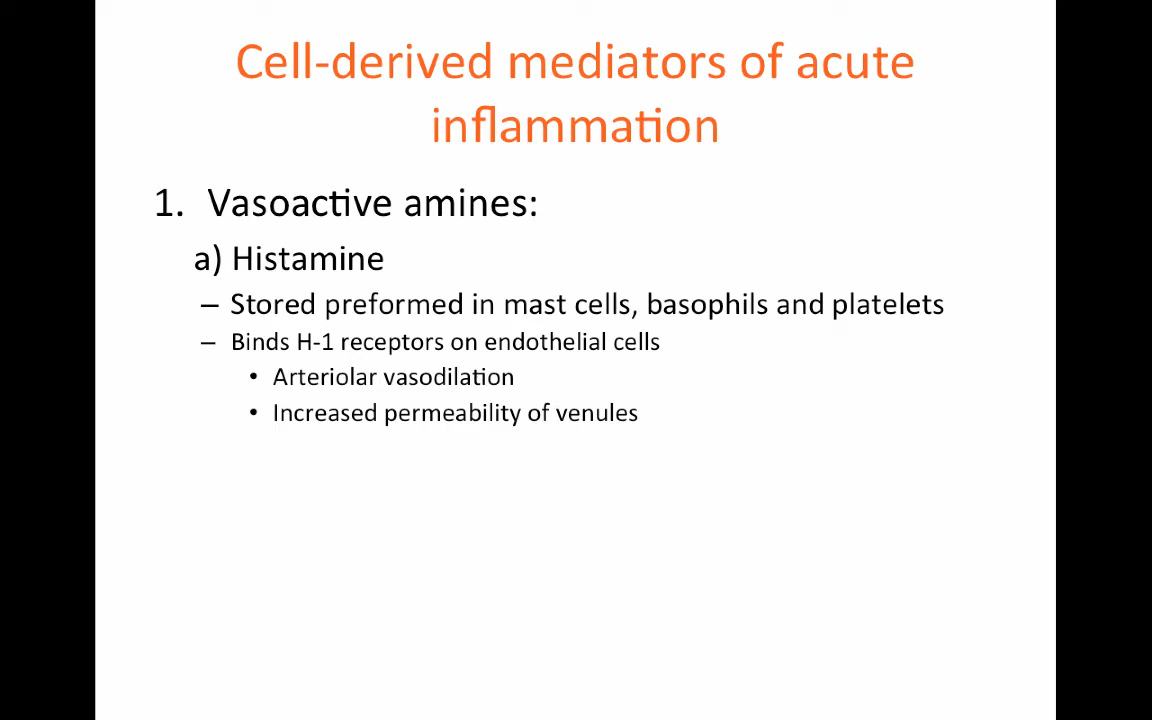 Cell-derived mediators of acute
inflammation
1. Vasoactive amines:
a) Histamine
– Stored preformed in mast cells, basophils and platelets
– Binds H-1 receptors on endothelial cells
• Arteriolar vasodilation
• Increased permeability of venules